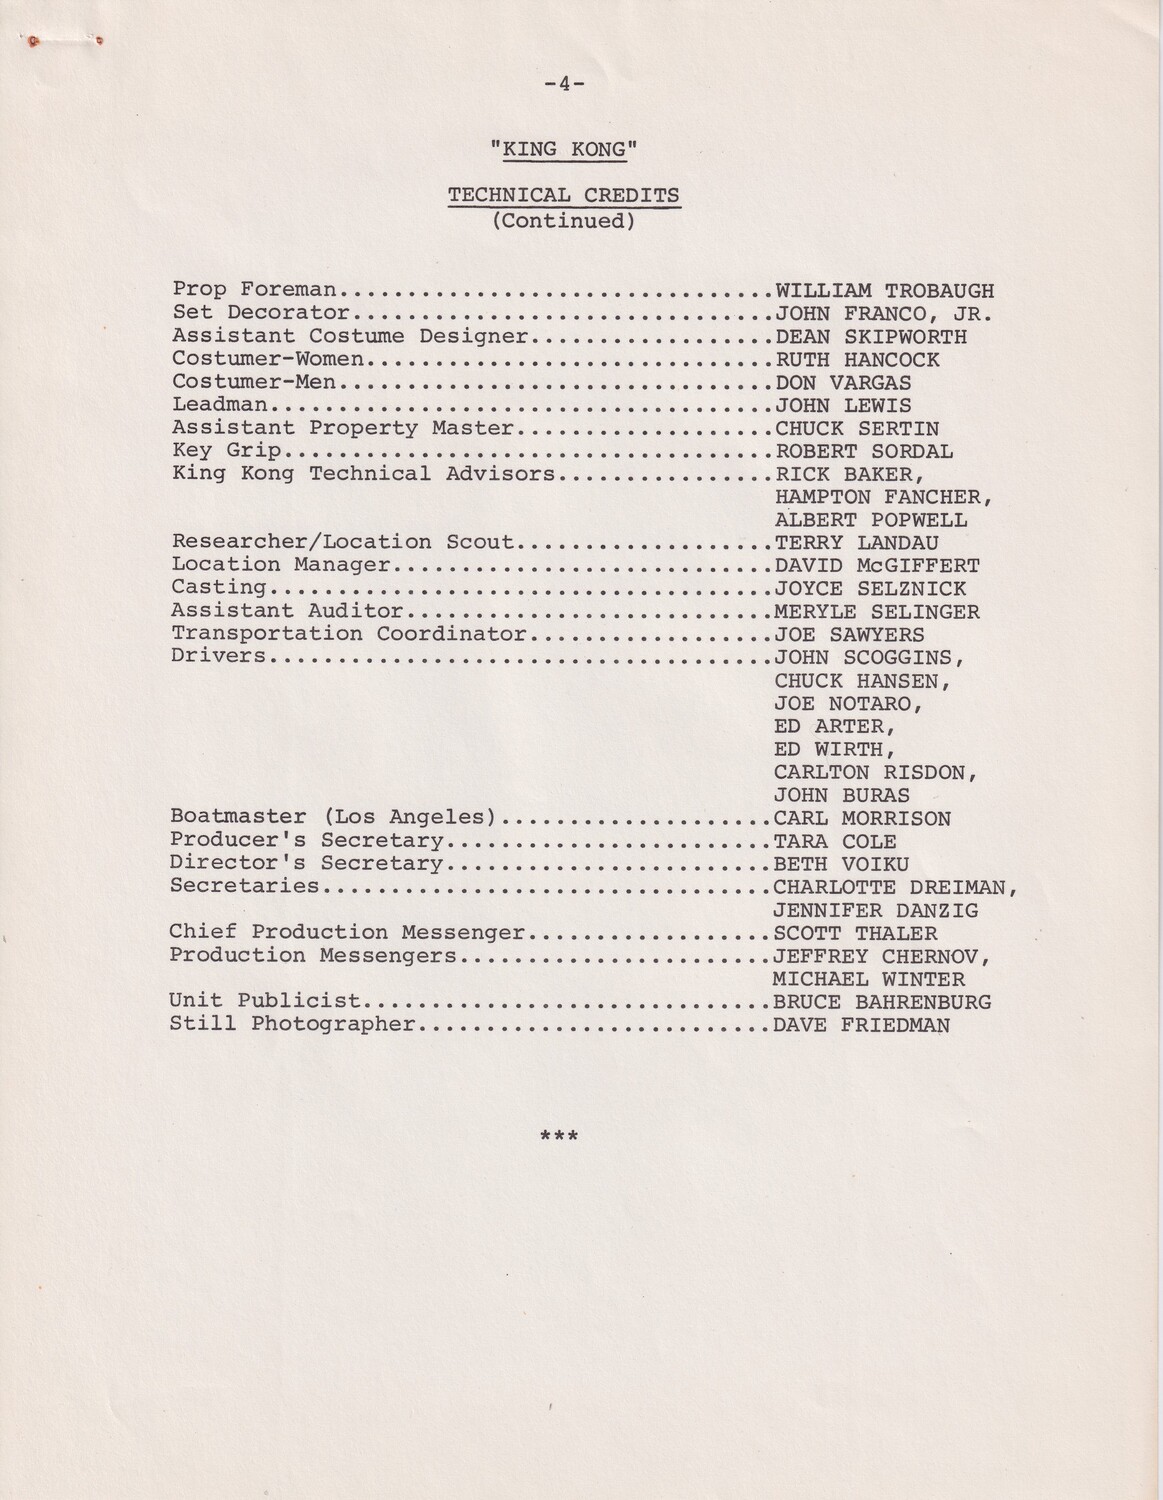 -4-
"KING KONG"
TECHNICAL CREDITS
(Continued)
Prop Foreman................................WILLIAM TROBAUGH
Set Decorator...............................JOHN FRANCO, JR.
Assistant Costume Designer..................DEAN SKIPWORTH
Costumer-Women..............................RUTH HANCOCK
Costumer-Men................................DON VARGAS
Leadman.....................................JOHN LEWIS
Assistant Property Master...................CHUCK SERTIN
Key Grip....................................ROBERT SORDAL
King Kong Technical Advisors................RICK BAKER,
HAMPTON FANCHER,
ALBERT POPWELL
Researcher/Location Scout...................TERRY LANDAU
Location Manager............................DAVID McGIFFERT
Casting.....................................JOYCE SELZNICK
Assistant Auditor...........................MERYLE SELINGER
Transportation Coordinator..................JOE SAWYERS
Drivers.....................................JOHN SCOGGINS,
CHUCK HANSEN,
JOE NOTARO,
ED ARTER,
ED WIRTH,
CARLTON RISDON,
JOHN BURAS
Boatmaster (Los Angeles)....................CARL MORRISON
Producer's Secretary........................TARA COLE
Director's Secretary........................BETH VOIKU
Secretaries.................................CHARLOTTE DREIMAN,
JENNIFER DANZIG
Chief Production Messenger..................SCOTT THALER
Production Messengers.......................JEFFREY CHERNOV,
MICHAEL WINTER
Unit Publicist..............................BRUCE BAHRENBURG
Still Photographer..........................DAVE FRIEDMAN
***